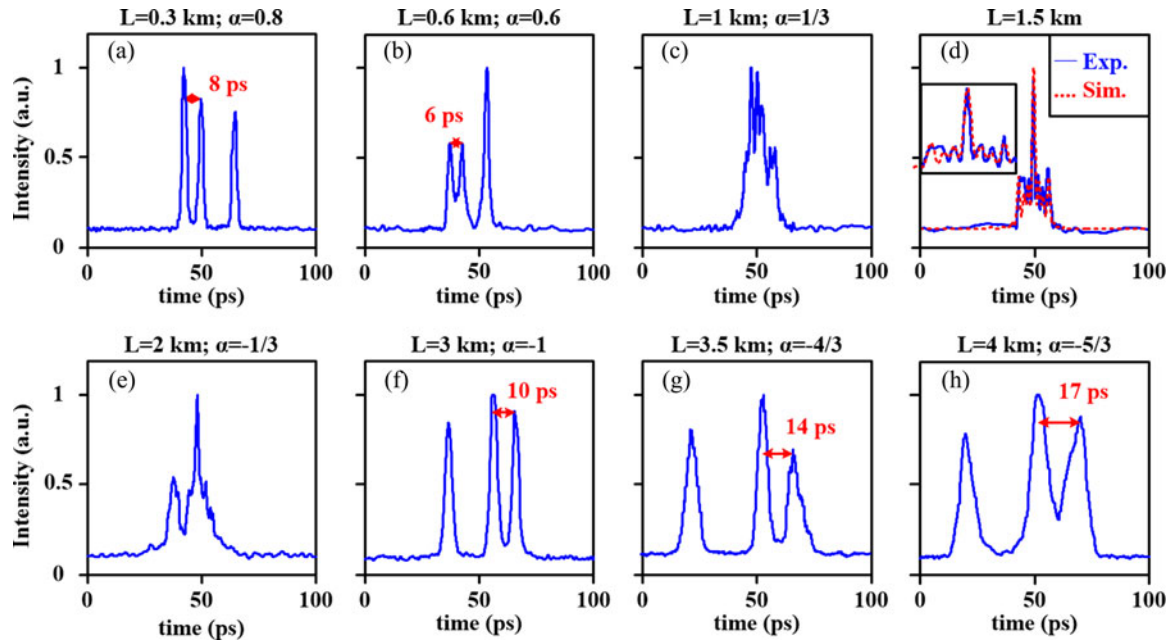 L=0.3 km; α=0.8
L=0.6 km; α=0.6
L=1 km; α=1/3
L=1.5 km
(a)
(b)
(c)
(d)
Exp.
Sim.
8 ps
6 ps
Intensity (a.u.)
1
0.5
0
0 50 100
0 50 100
0 50 100
0 50 100
time (ps)
time (ps)
time (ps)
time (ps)
L=2 km; α=-1/3
L=3 km; α=-1
L=3.5 km; α=-4/3
L=4 km; α=-5/3
(e)
(f)
(g)
(h)
10 ps
14 ps
17 ps
Intensity (a.u.)
1
0.5
0
0 50 100
0 50 100
0 50 100
0 50 100
time (ps)
time (ps)
time (ps)
time (ps)